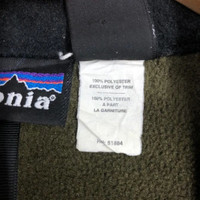 onia®
100% POLYESTER
EXCLUSIVE OF TRIM
100% POLYESTER
À PART
LA GARNITURE